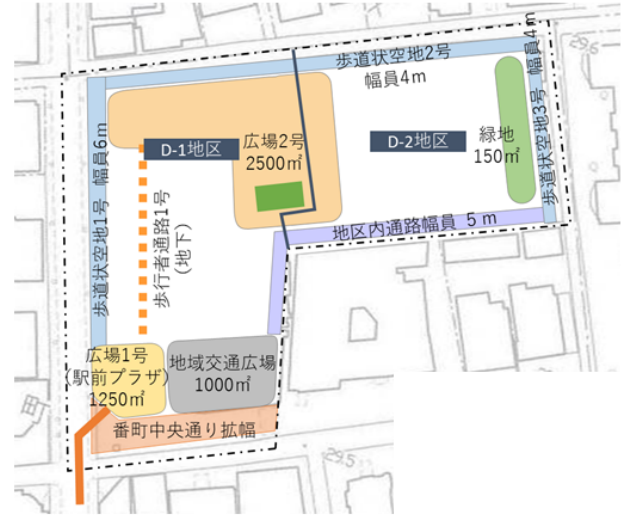 29.6
歩道状空地2号
幅員4m
歩道状空地3号 幅員4m
歩道状空地1号 幅員6m
D-1地区
広場2号
2500㎡
D-2地区
緑地
150㎡
歩行者通路1号
(地下)
地区内通路幅員 5 m
広場1号
(駅前プラザ)
1250㎡
地域交通広場
1000㎡
番町中央通り拡幅
29.5